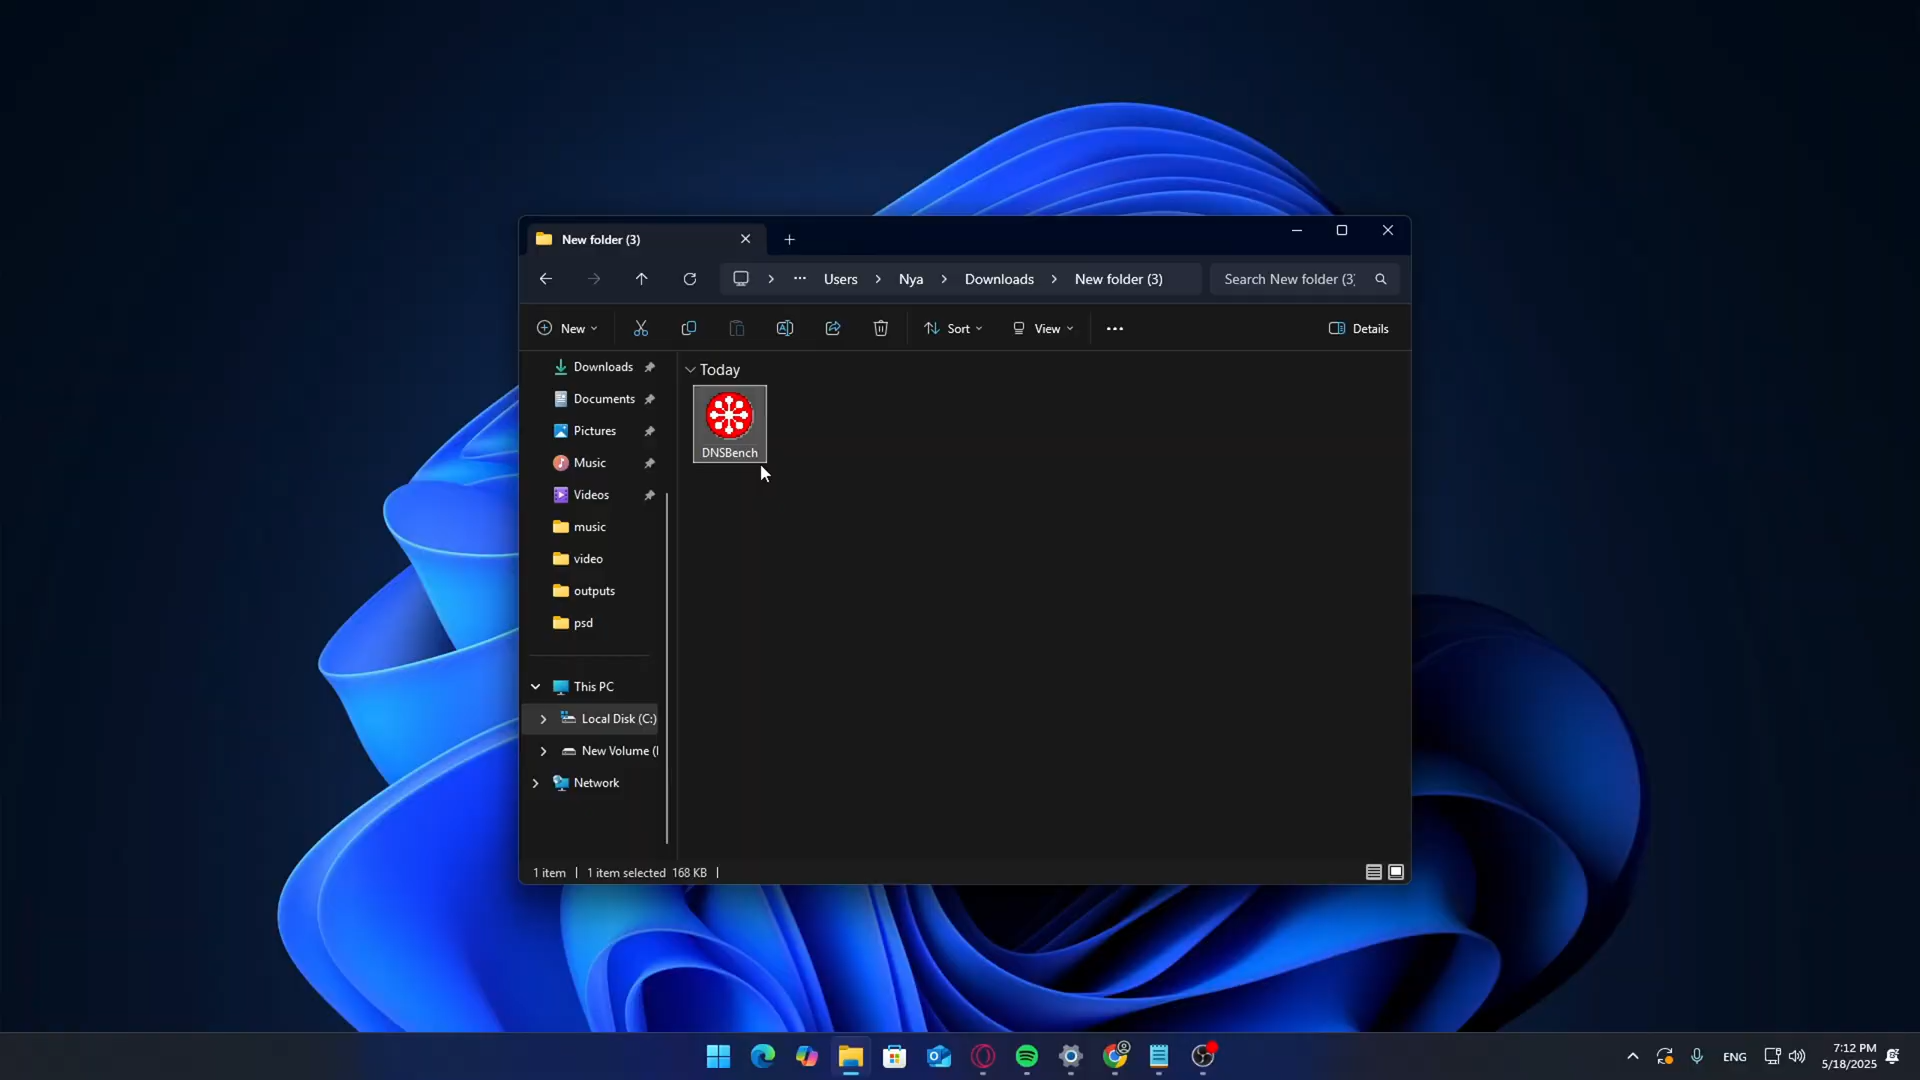 New folder (3)
Users
Nya
Downloads
New folder (3)
Search New folder (3)
New
Sort
View
Details
Downloads
Documents
Pictures
Music
Videos
music
video
outputs
psd
This PC
Local Disk (C:)
New Volume (
Network
Today
DNSBench
1 item
1 item selected 168 KB
ENG
7:12 PM
5/18/2025